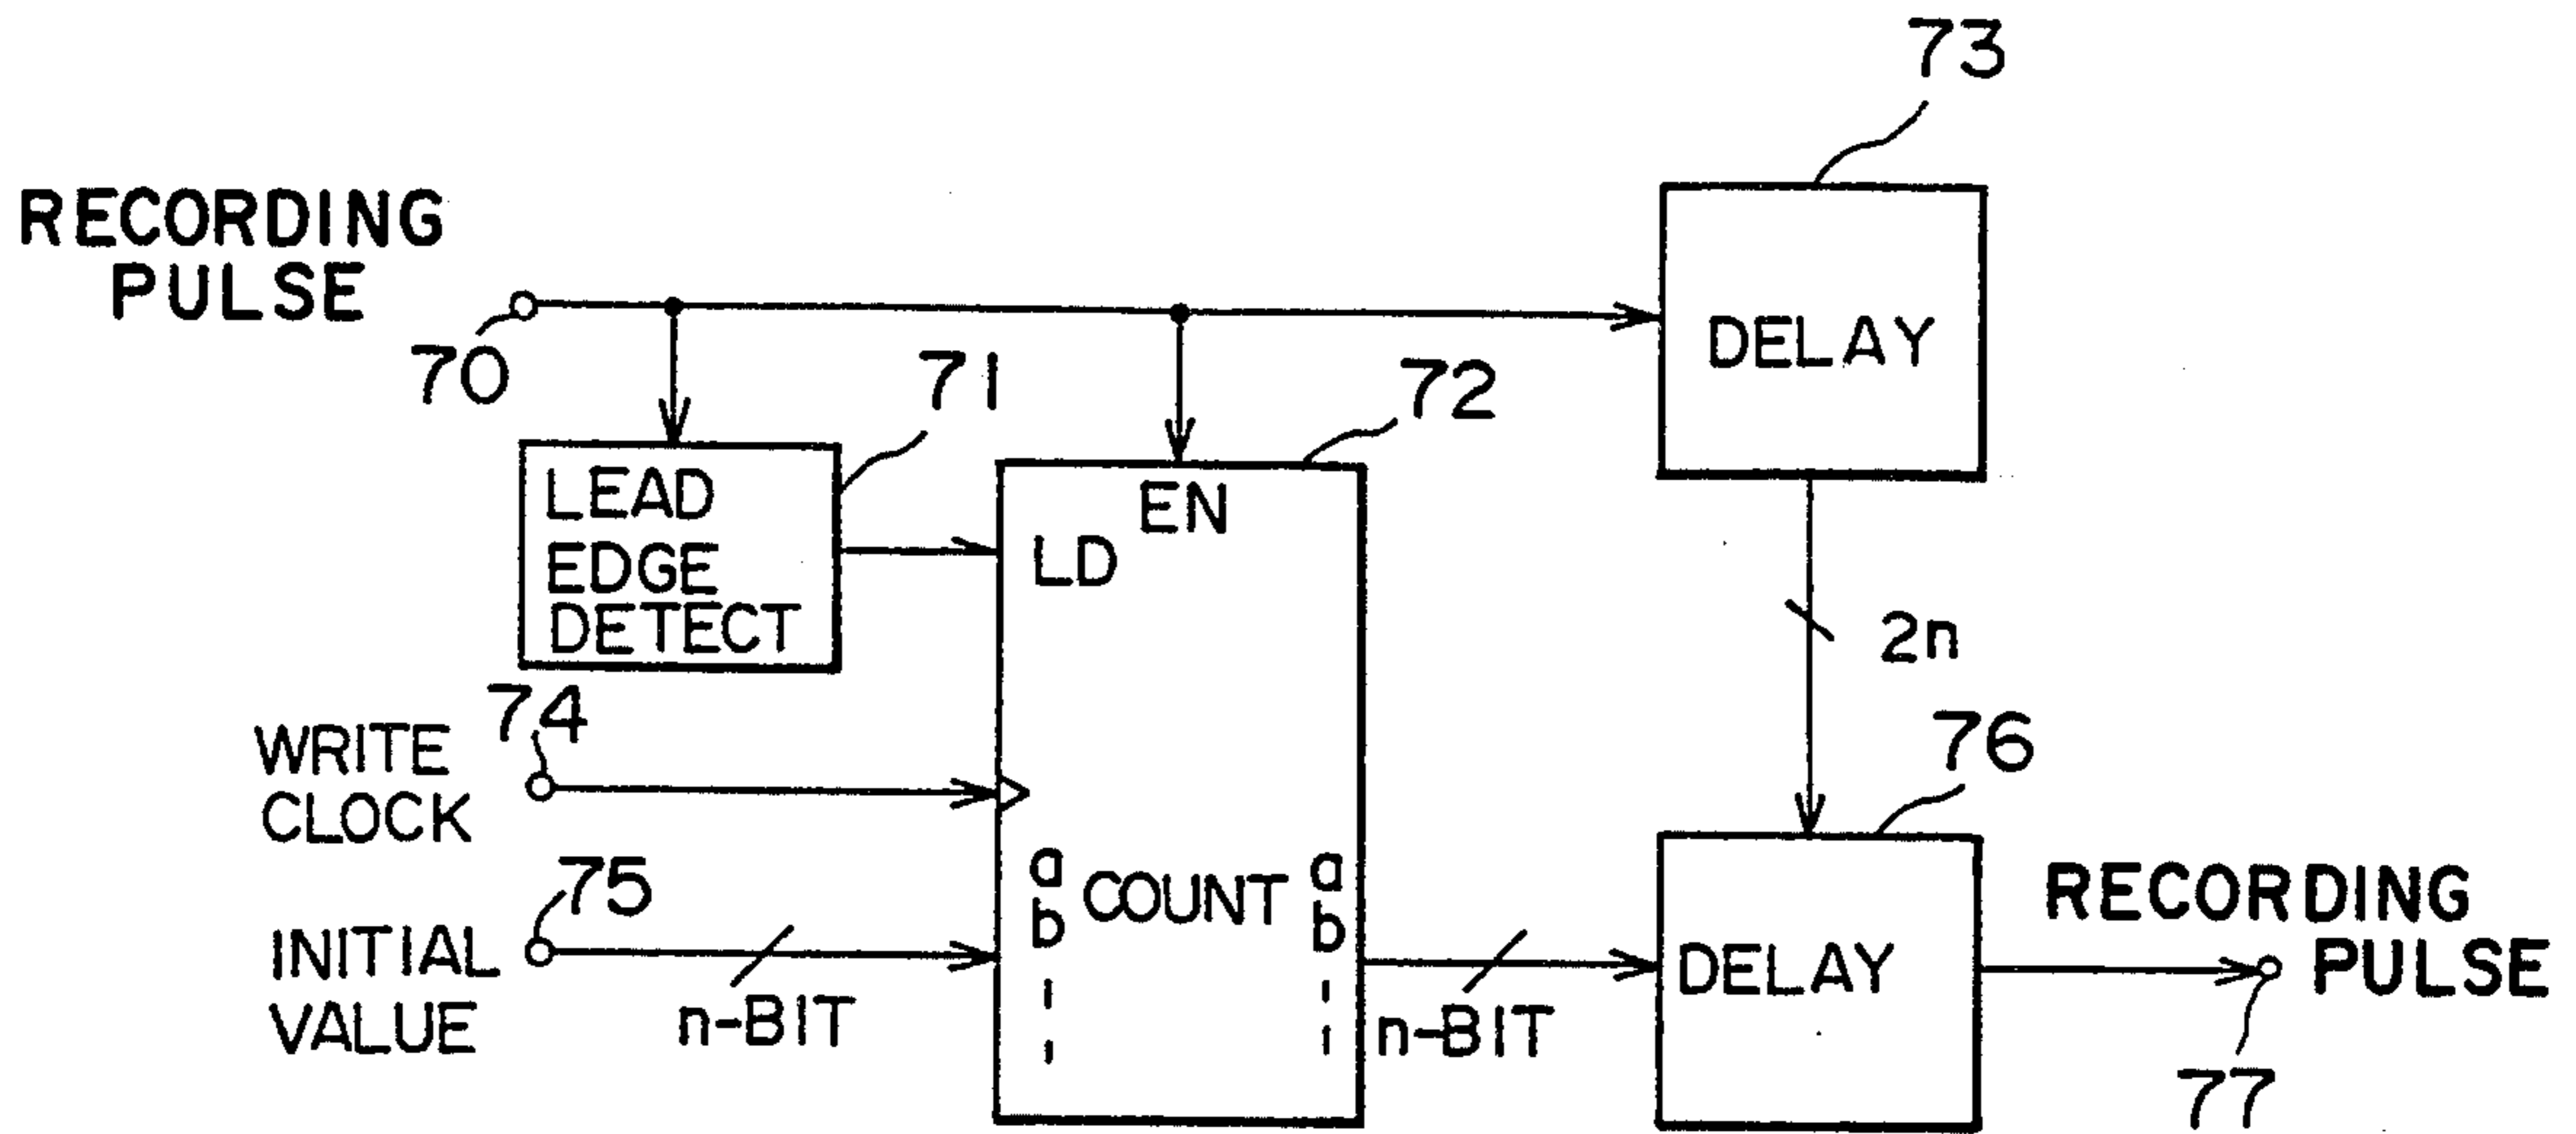 73
RECORDING
PULSE
70
71
72
DELAY
LEAD
EDGE
DETECT
EN
LD
2n
WRITE
CLOCK
74
76
INITIAL
VALUE
75
n-BIT
a
b
COUNT
a
b
n-BIT
DELAY
RECORDING
PULSE
77